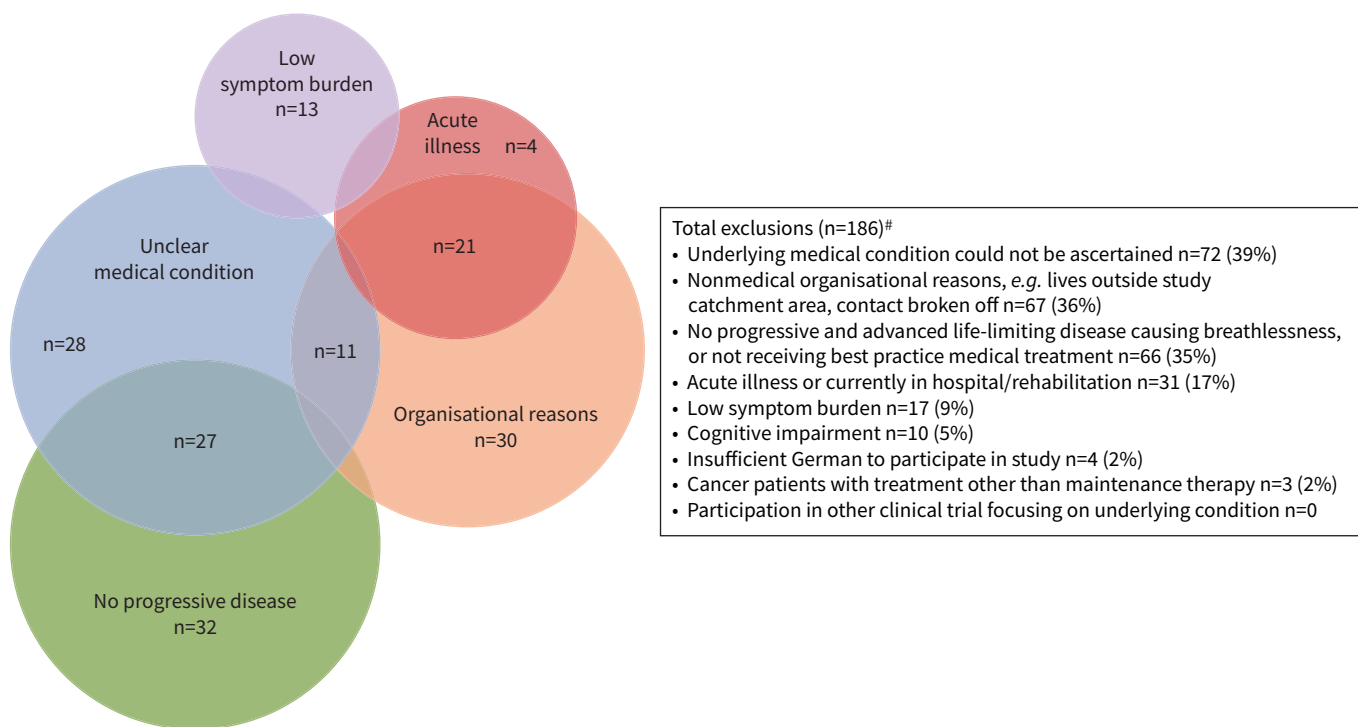 Low
symptom burden
n=13
Acute
illness
n=4
Unclear
medical condition
n=21
n=28
n=11
Organisational reasons
n=30
n=27
No progressive disease
n=32
Total exclusions (n=186)#
• Underlying medical condition could not be ascertained n=72 (39%)
• Nonmedical organisational reasons, e.g. lives outside study
catchment area, contact broken off n=67 (36%)
• No progressive and advanced life-limiting disease causing breathlessness,
or not receiving best practice medical treatment n=66 (35%)
• Acute illness or currently in hospital/rehabilitation n=31 (17%)
• Low symptom burden n=17 (9%)
• Cognitive impairment n=10 (5%)
• Insufficient German to participate in study n=4 (2%)
• Cancer patients with treatment other than maintenance therapy n=3 (2%)
• Participation in other clinical trial focusing on underlying condition n=0